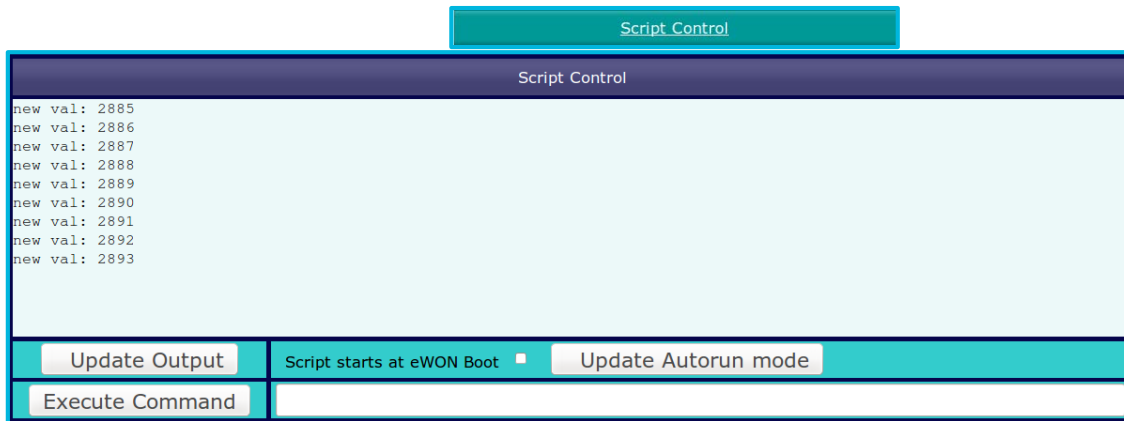 Script Control
Script Control
new val: 2885
new val: 2886
new val: 2887
new val: 2888
new val: 2889
new val: 2890
new val: 2891
new val: 2892
new val: 2893
Update Output
Script starts at eWON Boot
Update Autorun mode
Execute Command